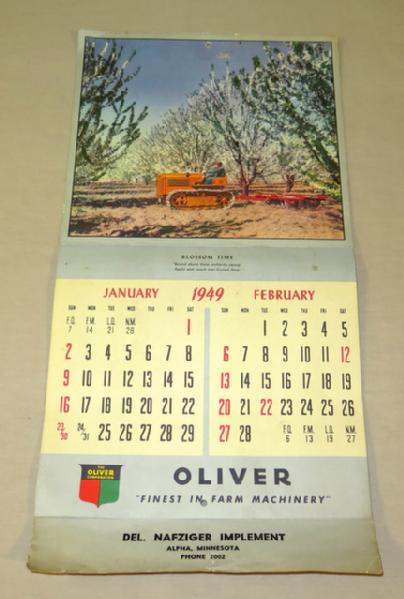 BLOSSOM TIME
JANUARY 1949 FEBRUARY
SUN MON TUE WED THU FRI SAT
F.Q. F.M. L.Q. N.M. 1
7 14 21 28
2 3 4 5 6 7 8
9 10 11 12 13 14 15
16 17 18 19 20 21 22
23/30 24/31 25 26 27 28 29
SUN MON TUE WED THU FRI SAT
1 2 3 4 5
6 7 8 9 10 11 12
13 14 15 16 17 18 19
20 21 22 23 24 25 26
27 28 F.Q. F.M. L.Q. N.M.
6 13 19 27
THE
OLIVER
CORPORATION
OLIVER
"FINEST IN FARM MACHINERY"
DEL. NAFZIGER IMPLEMENT
ALPHA, MINNESOTA
PHONE 2002